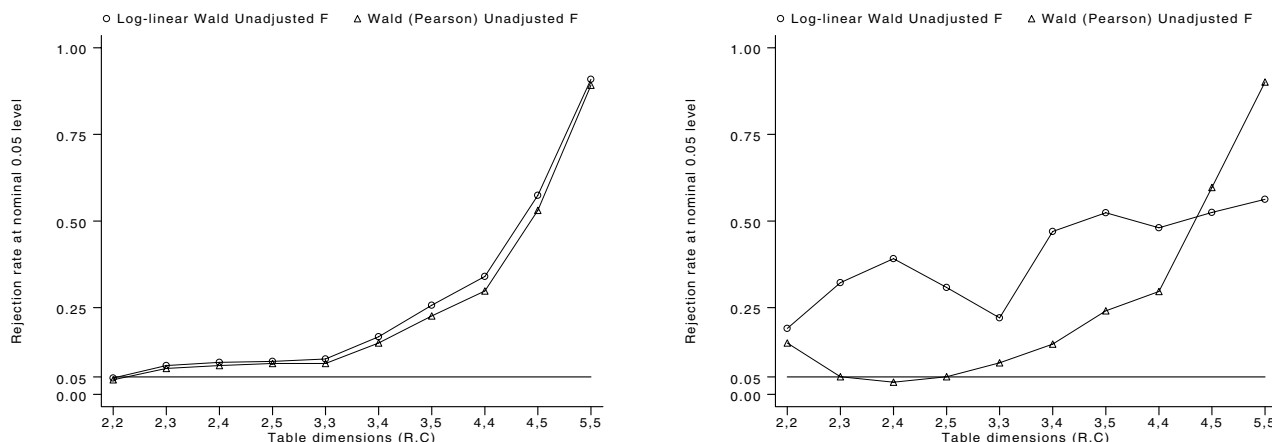 Log-linear Wald Unadjusted F Wald (Pearson) Unadjusted F
Rejection rate at nominal 0.05 level
1.00
0.75
0.50
0.25
0.05
0.00
2,2 2,3 2,4 2,5 3,3 3,4 3,5 4,4 4,5 5,5
Table dimensions (R,C)
Log-linear Wald Unadjusted F Wald (Pearson) Unadjusted F
Rejection rate at nominal 0.05 level
1.00
0.75
0.50
0.25
0.05
0.00
2,2 2,3 2,4 2,5 3,3 3,4 3,5 4,4 4,5 5,5
Table dimensions (R,C)